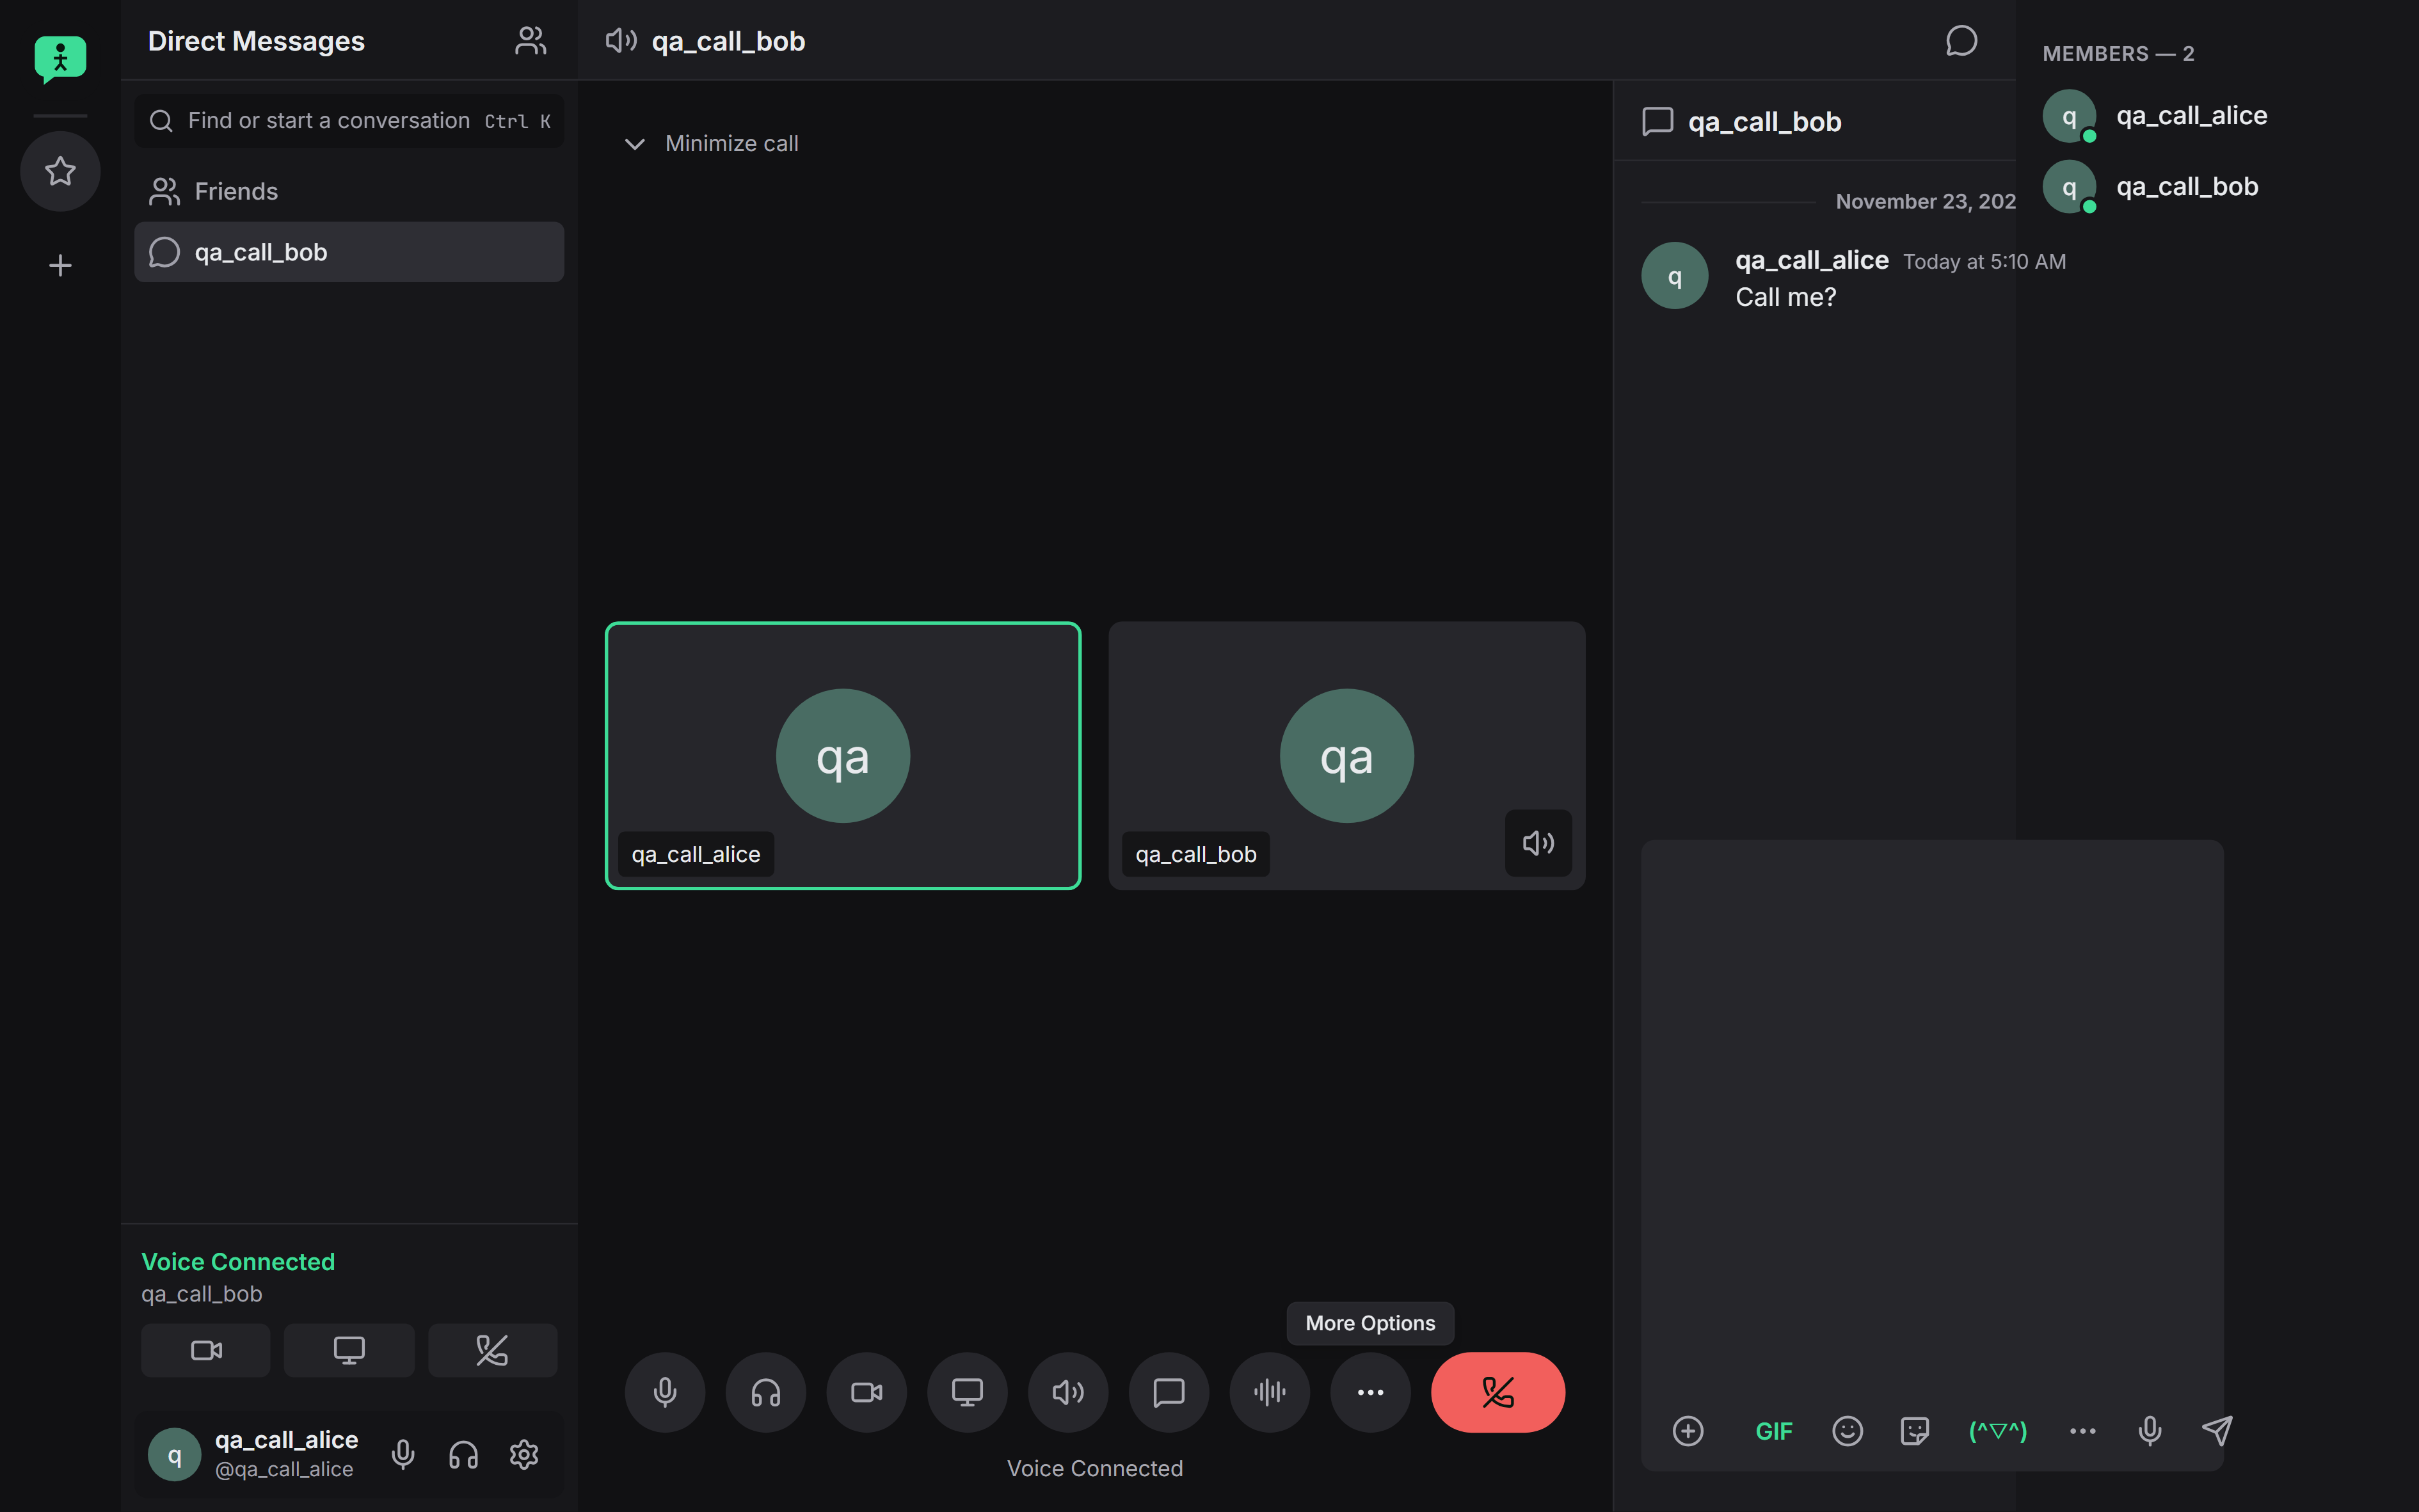 Direct Messages
Find or start a conversation Ctrl K
Friends
qa_call_bob
Voice Connected
qa_call_bob
q
qa_call_alice
@qa_call_alice
qa_call_bob
Minimize call
qa
qa_call_alice
qa
qa_call_bob
More Options
Voice Connected
qa_call_bob
November 23, 202
q
qa_call_alice Today at 5:10 AM
Call me?
GIF
(^▽^)
MEMBERS — 2
q qa_call_alice
q qa_call_bob